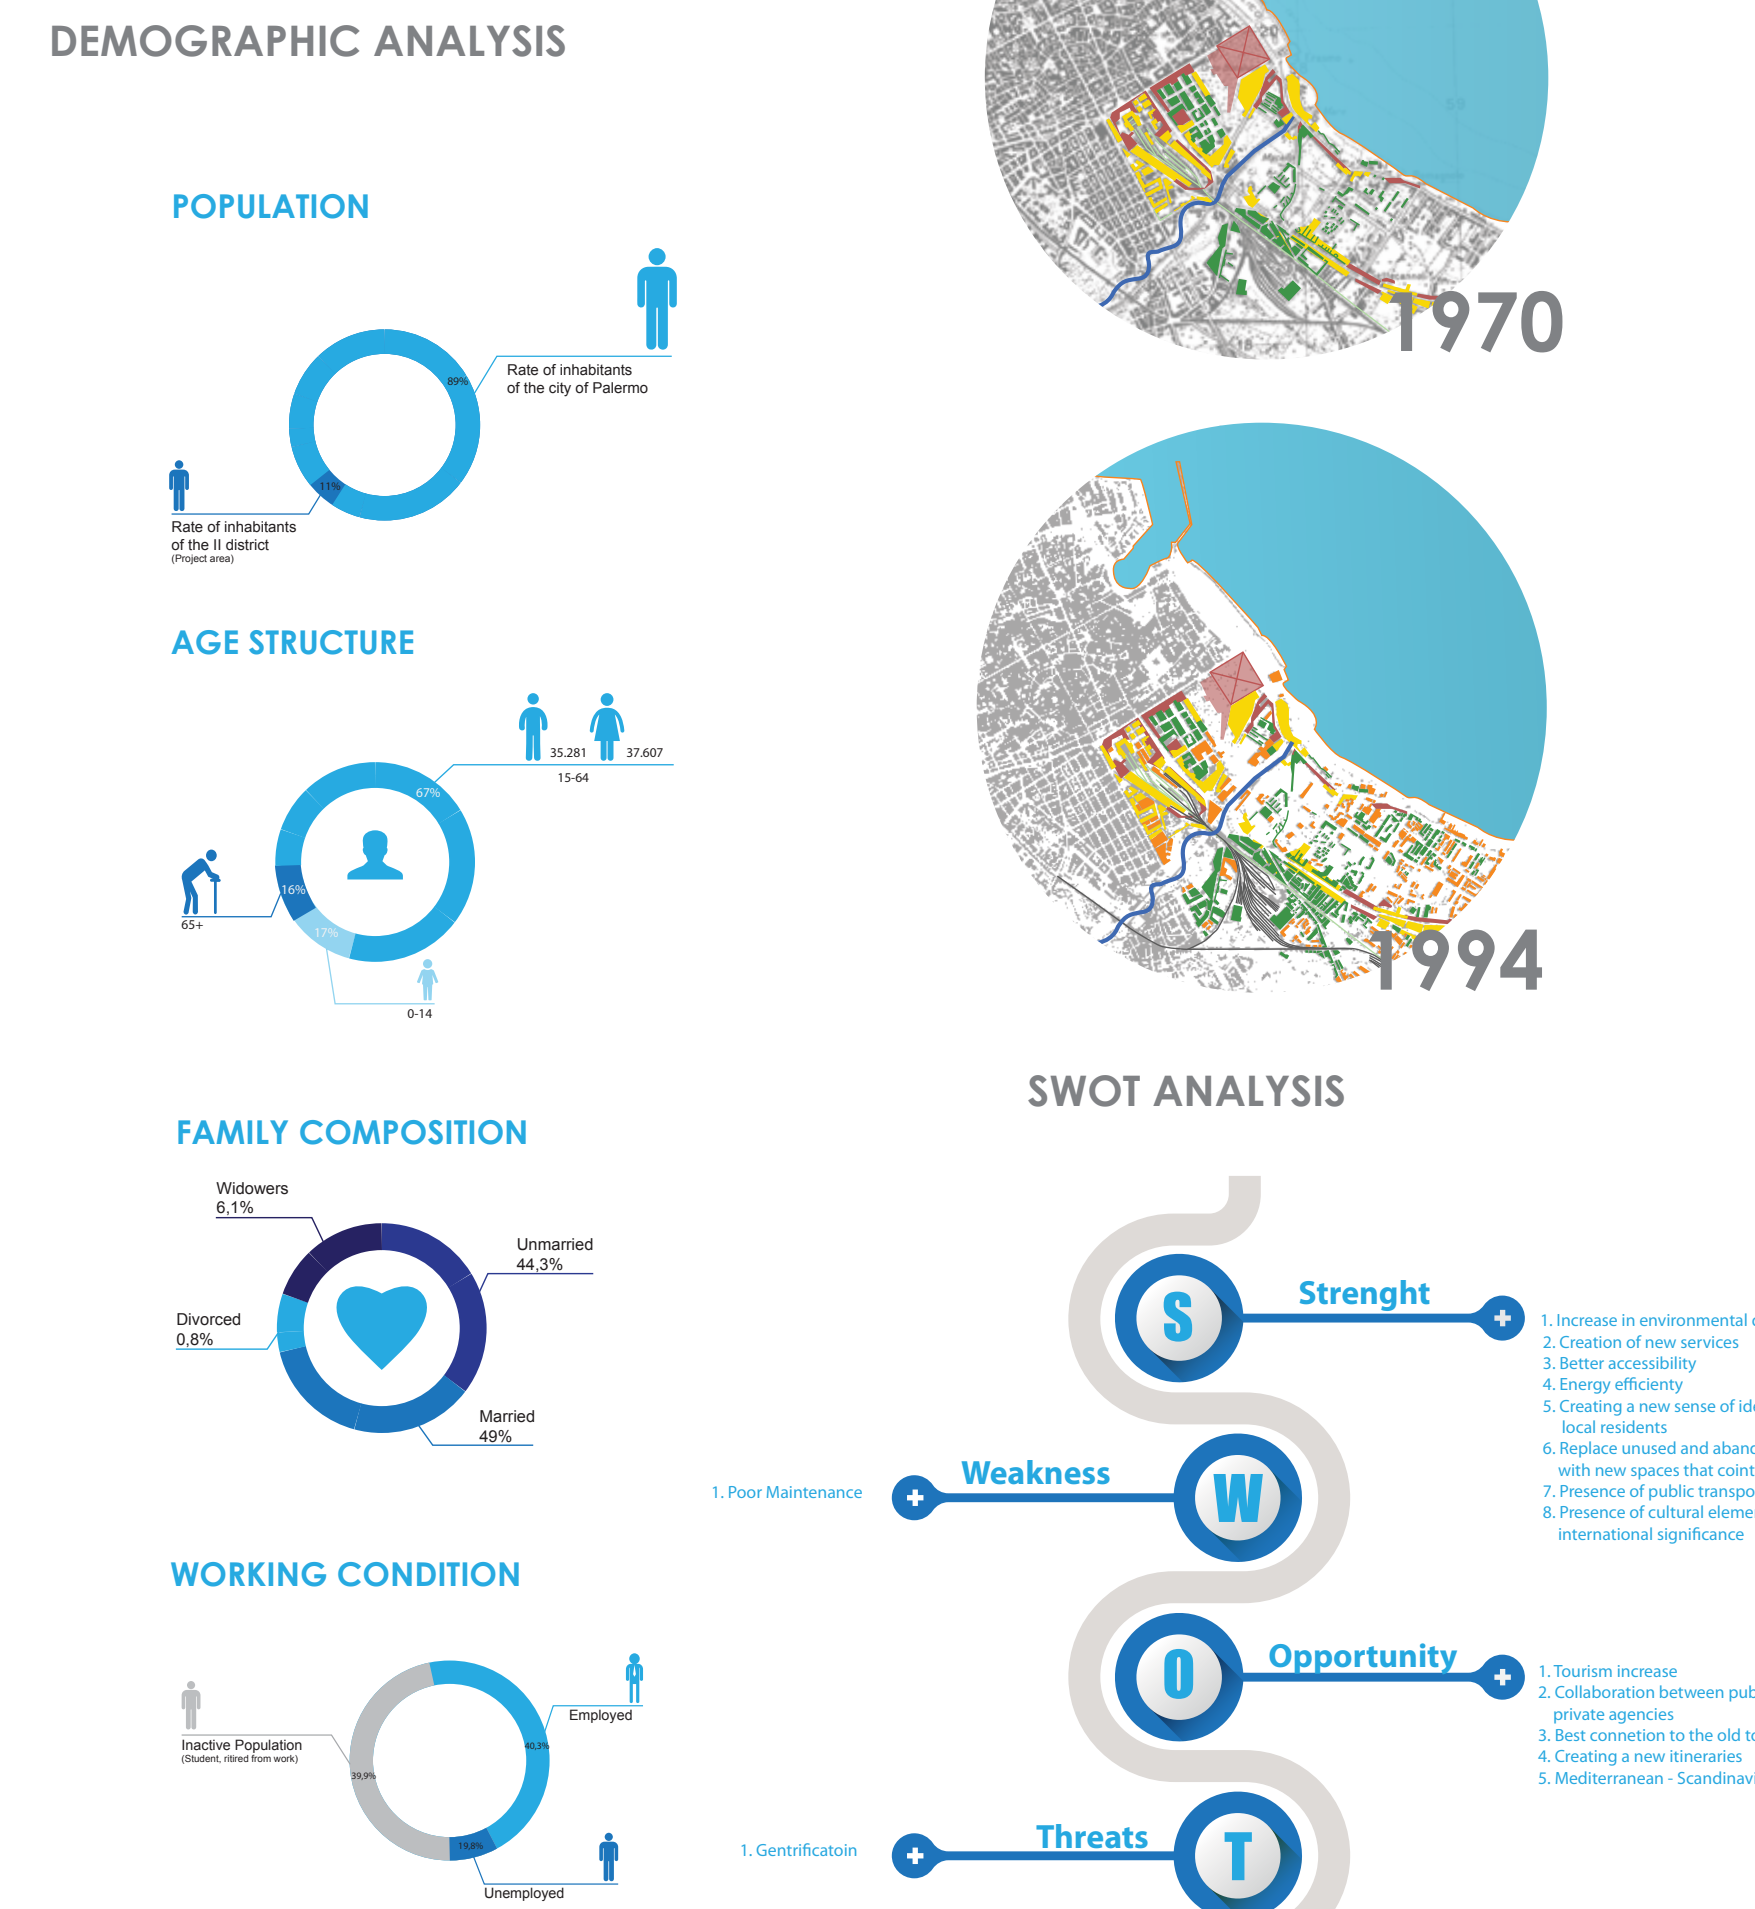 DEMOGRAPHIC ANALYSIS
POPULATION
89%
Rate of inhabitants
of the city of Palermo
11%
Rate of inhabitants
of the II district
(Project area)
AGE STRUCTURE
35.281
37.607
15-64
67%
16%
65+
17%
0-14
FAMILY COMPOSITION
Widowers
6,1%
Unmarried
44,3%
Divorced
0,8%
Married
49%
WORKING CONDITION
Employed
40,3%
Inactive Population
(Student, ritired from work)
39,9%
19,8%
Unemployed
20
59
19
18
1970
1994
SWOT ANALYSIS
S
Strenght
1. Increase in environmental
2. Creation of new services
3. Better accessibility
4. Energy efficienty
5. Creating a new sense of
local residents
6. Replace unused and
with new spaces that
7. Presence of public
8. Presence of cultural
international significance
W
Weakness
1. Poor Maintenance
O
Opportunity
1. Tourism increase
2. Collaboration between
private agencies
3. Best connetion to the old
4. Creating a new itineraries
5. Mediterranean -
T
Threats
1. Gentrificatoin